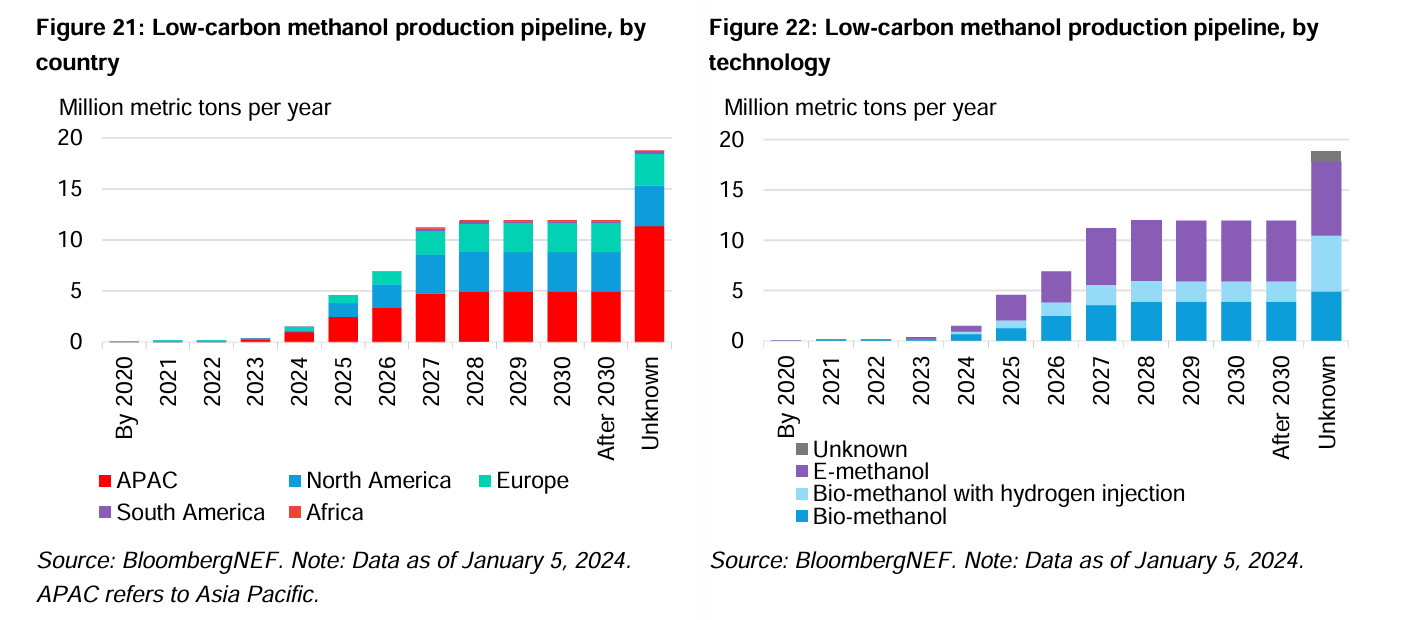 Figure 21: Low-carbon methanol production pipeline, by
country
Million metric tons per year
20
15
10
5
0
By 2020
2021
2022
2023
2024
2025
2026
2027
2028
2029
2030
After 2030
Unknown
APAC
North America
Europe
South America
Africa
Source: BloombergNEF. Note: Data as of January 5, 2024.
APAC refers to Asia Pacific.
Figure 22: Low-carbon methanol production pipeline, by
technology
Million metric tons per year
20
15
10
5
0
By 2020
2021
2022
2023
2024
2025
2026
2027
2028
2029
2030
After 2030
Unknown
Unknown
E-methanol
Bio-methanol with hydrogen injection
Bio-methanol
Source: BloombergNEF. Note: Data as of January 5, 2024.